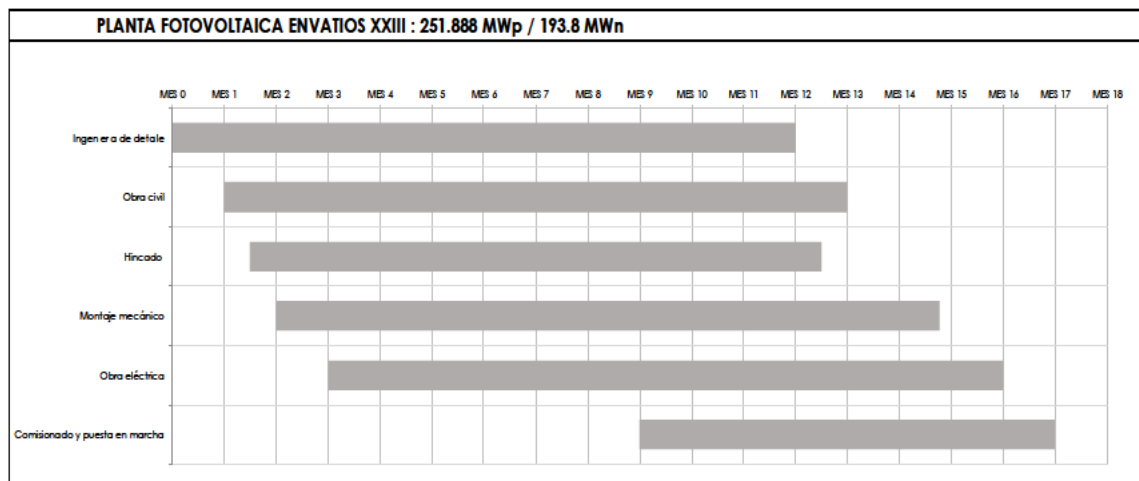 PLANTA FOTOVOLTAICA ENVATIOS XXIII : 251.888 MWp / 193.8 MWn
MES 0 MES 1 MES 2 MES 3 MES 4 MES 5 MES 6 MES 7 MES 8 MES 9 MES 10 MES 11 MES 12 MES 13 MES 14 MES 15 MES 16 MES 17 MES 18
Ingenera de detale
Obra civil
Hincado
Montaje mecánico
Obra eléctrica
Comisionado y puesta en marcha